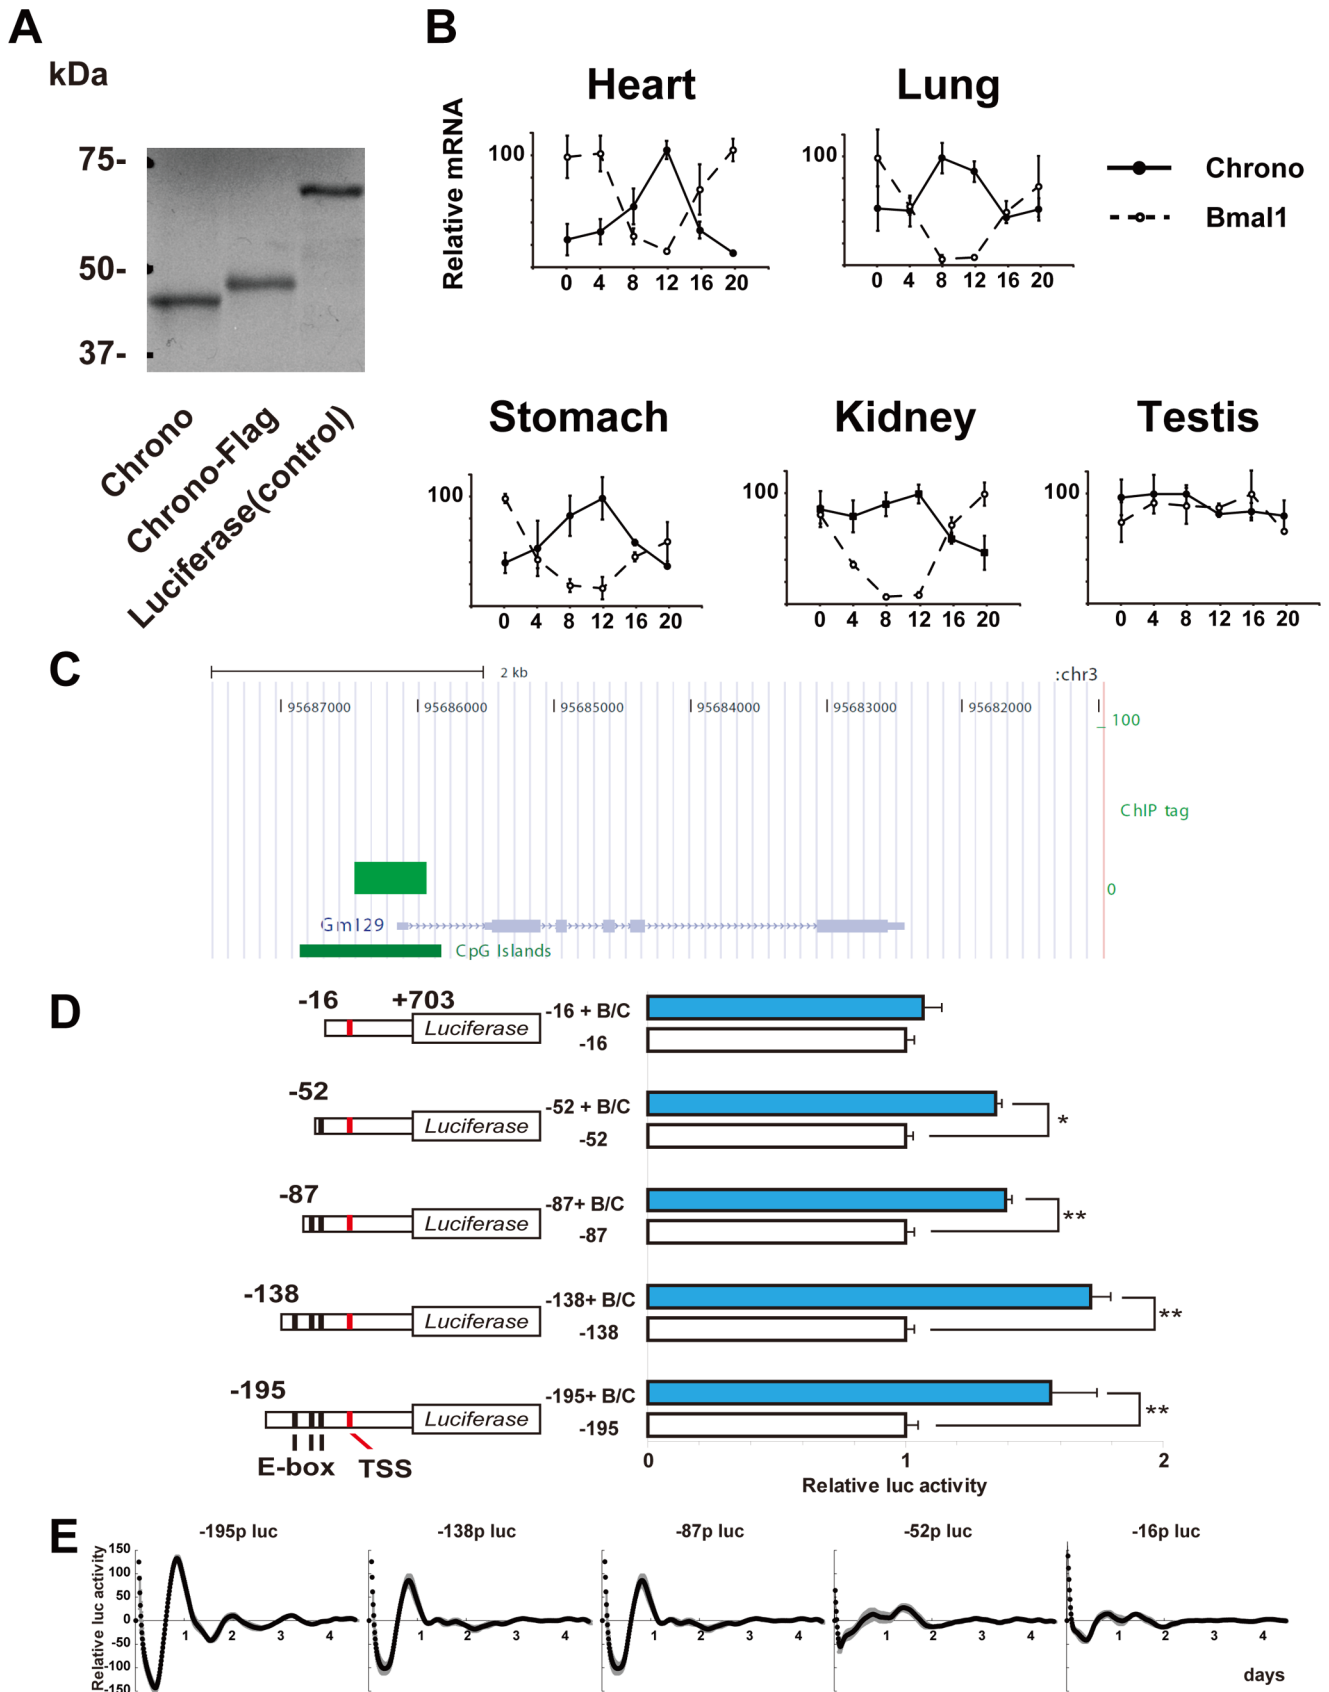 A
kDa
75-
50-
37-
Chrono
Chrono-Flag
Luciferase(control)
B
Relative mRNA
Heart
100
0 4 8 12 16 20
Lung
100
0 4 8 12 16 20
Chrono
Bmal1
Stomach
100
0 4 8 12 16 20
Kidney
100
0 4 8 12 16 20
Testis
100
0 4 8 12 16 20
C
2 kb
:chr3
95687000 95686000 95685000 95684000 95683000 95682000
100
ChIP tag
0
Gm129
CpG Islands
D
-16 +703
Luciferase
-16 + B/C
-16
-52
Luciferase
-52 + B/C
-52
*
-87
Luciferase
-87+ B/C
-87
**
-138
Luciferase
-138+ B/C
-138
**
-195
Luciferase
-195+ B/C
-195
**
E-box TSS
0 1 2
Relative luc activity
E
-195p luc -138p luc -87p luc -52p luc -16p luc
Relative luc activity
150
100
50
0
-50
-100
-150
1 2 3 4
1 2 3 4
1 2 3 4
1 2 3 4
1 2 3 4
days